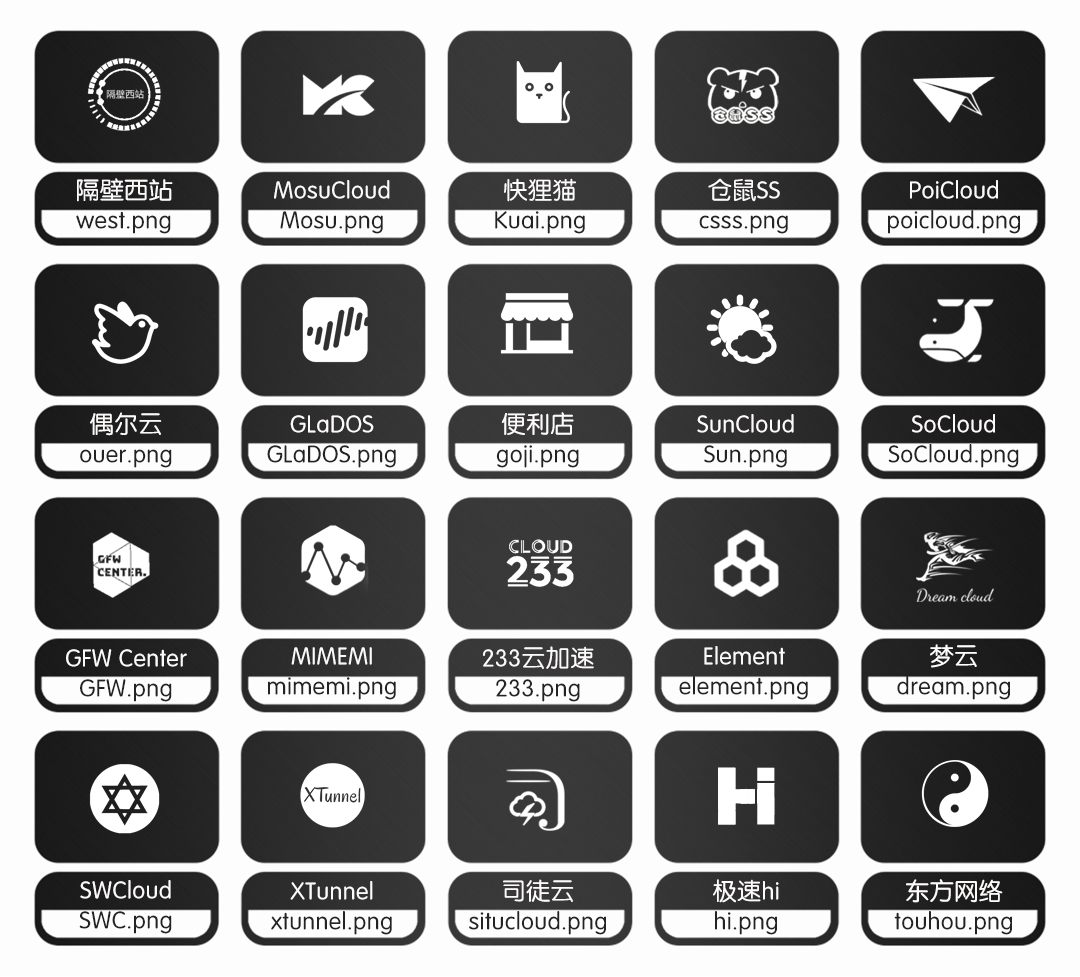 隔壁西站
隔壁西站
west.png
MosuCloud
Mosu.png
快狸猫
Kuai.png
仓鼠SS
仓鼠SS
csss.png
PoiCloud
poicloud.png
偶尔云
ouer.png
GLaDOS
GLaDOS.png
便利店
goji.png
SunCloud
Sun.png
SoCloud
SoCloud.png
GFW
CENTER.
GFW Center
GFW.png
MIMEMI
mimemi.png
CLOUD
233
233云加速
233.png
Element
element.png
Dream cloud
梦云
dream.png
SWCloud
SWC.png
XTunnel
XTunnel
xtunnel.png
司徒云
situcloud.png
Hi
极速hi
hi.png
东方网络
touhou.png